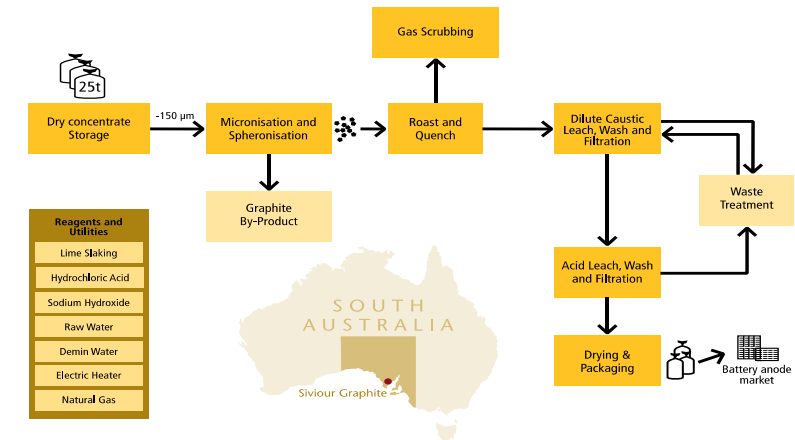 Gas Scrubbing
25t
Dry concentrate
Storage
-150 µm
Micronisation and
Spheronisation
Roast and
Quench
Dilute Caustic
Leach, Wash and
Filtration
Graphite
By-Product
Waste
Treatment
Reagents and
Utilities
Lime Slaking
Hydrochloric Acid
Sodium Hydroxide
Raw Water
Demin Water
Electric Heater
Natural Gas
Acid Leach, Wash
and Filtration
SOUTH
AUSTRALIA
Siviour Graphite
Drying &
Packaging
Battery anode
market